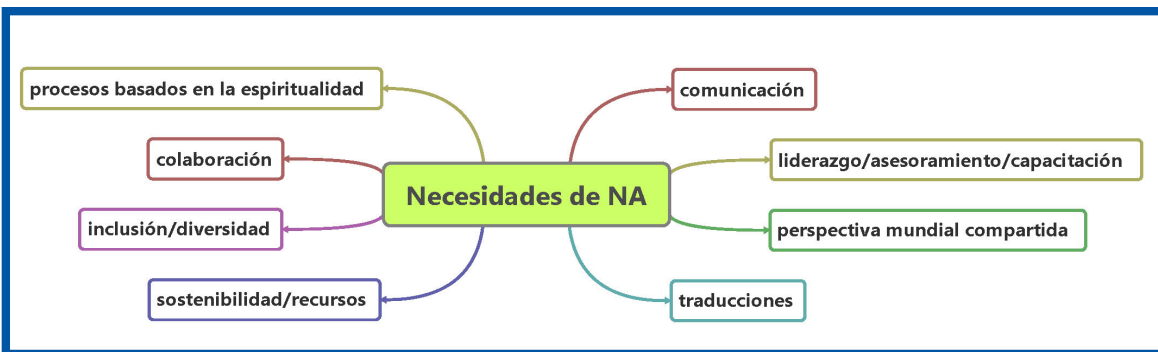 procesos basados en la espiritualidad
comunicación
colaboración
liderazgo/asesoramiento/capacitación
Necesidades de NA
inclusión/diversidad
perspectiva mundial compartida
sostenibilidad/recursos
traducciones